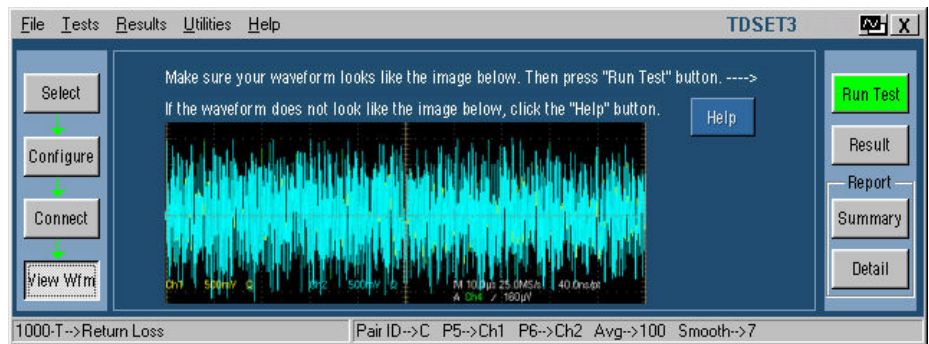 File Tests Results Utilities Help TDSET3 X
Select
Configure
Connect
View Wfm
Make sure your waveform looks like the image below. Then press "Run Test" button. ---->
If the waveform does not look like the image below, click the "Help" button.
Help
Ch1 500mV Ω Ch2 500mV Ω M 10.0µs 25.0MS/s 40.0ns/pt
A Ch4 / 160µV
Run Test
Result
Report
Summary
Detail
1000-T-->Return Loss Pair ID-->C P5-->Ch1 P6-->Ch2 Avg-->100 Smooth-->7